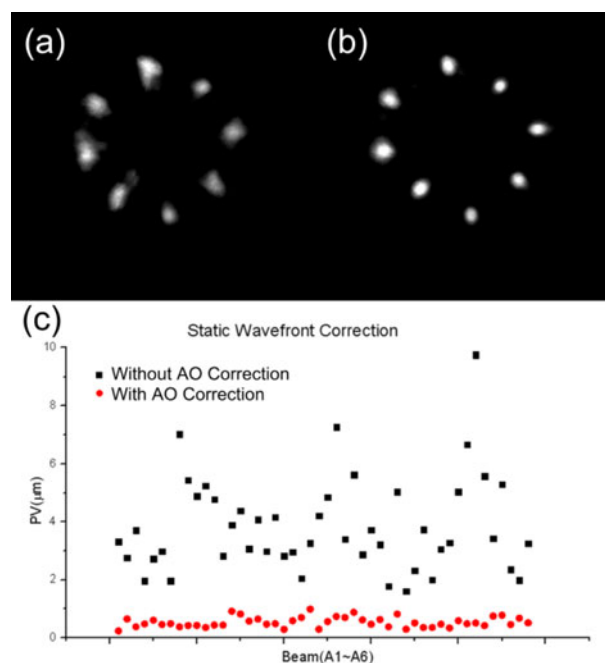 (a)
(b)
(c)
Static Wavefront Correction
10
Without AO Correction
With AO Correction
8
6
4
2
0
PV(μm)
Beam(A1~A6)